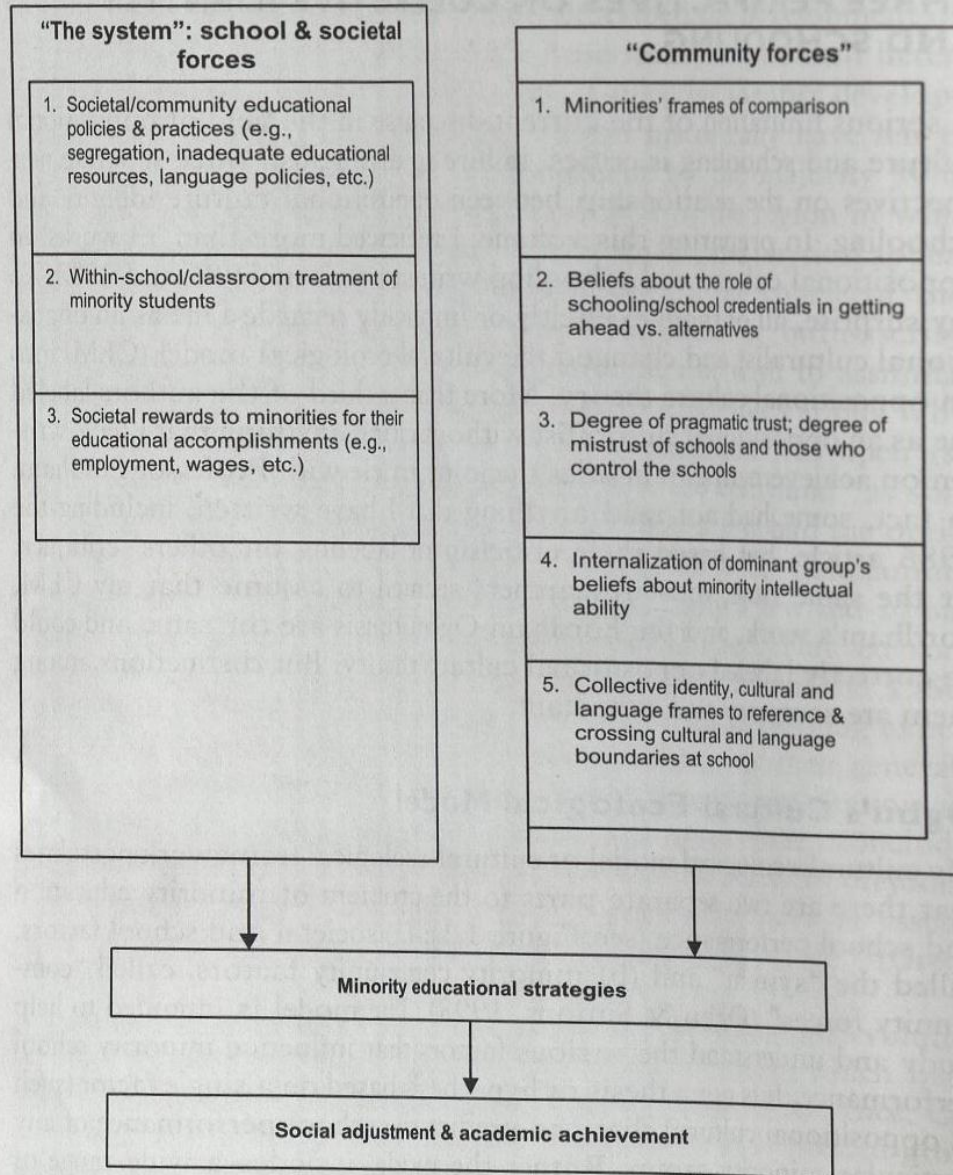 "The system": school & societal
forces
1. Societal/community educational
policies & practices (e.g.,
segregation, inadequate educational
resources, language policies, etc.)
2. Within-school/classroom treatment of
minority students
3. Societal rewards to minorities for their
educational accomplishments (e.g.,
employment, wages, etc.)
"Community forces"
1. Minorities' frames of comparison
2. Beliefs about the role of
schooling/school credentials in getting
ahead vs. alternatives
3. Degree of pragmatic trust; degree of
mistrust of schools and those who
control the schools
4. Internalization of dominant group's
beliefs about minority intellectual
ability
5. Collective identity, cultural and
language frames to reference &
crossing cultural and language
boundaries at school
Minority educational strategies
Social adjustment & academic achievement